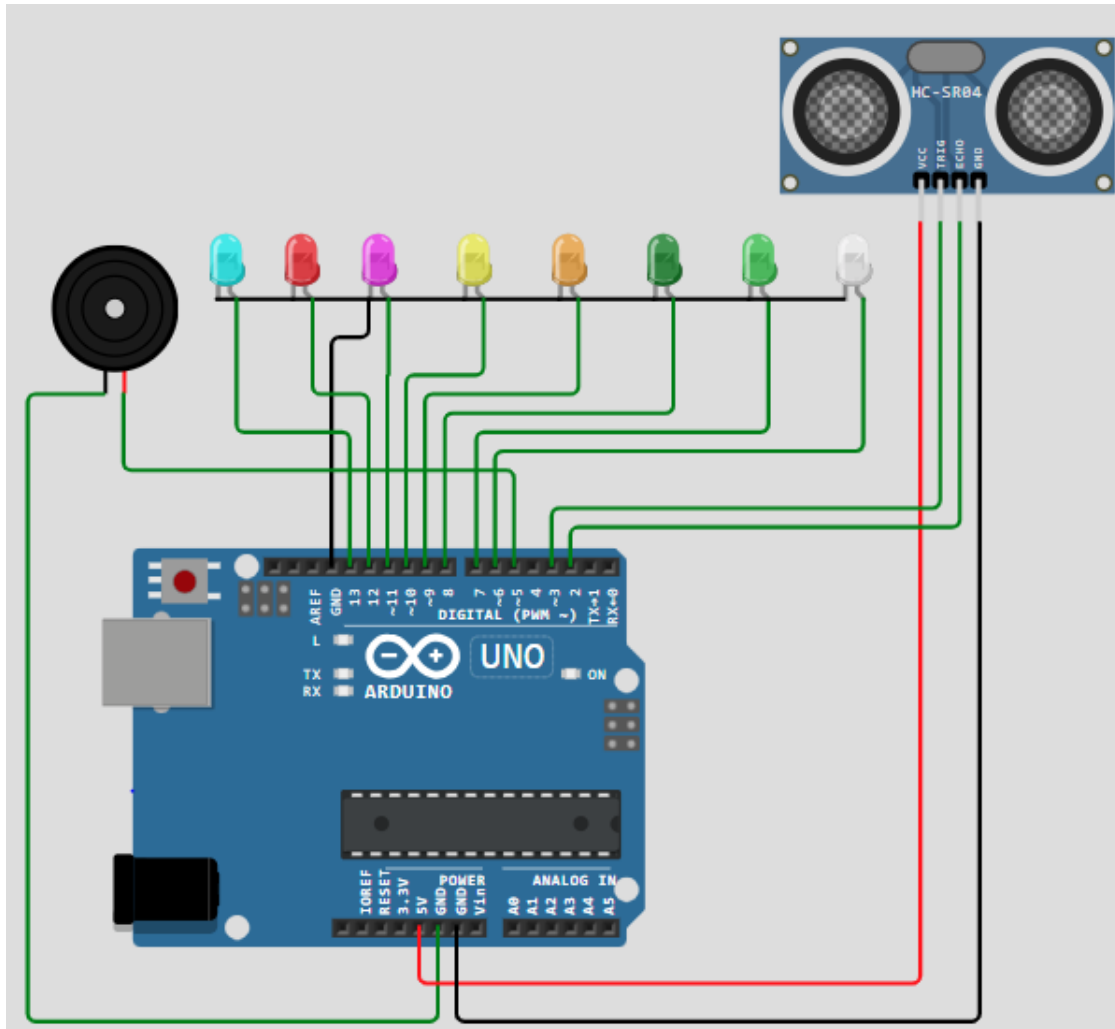 HC-SR04
VCC
TRIG
ECHO
GND
AREF
GND
13
12
~11
~10
~9
8
7
~6
~5
4
~3
2
TX→1
RX←0
DIGITAL (PWM ~)
L
TX
RX
ARDUINO
UNO
ON
POWER
ANALOG IN
IOREF
RESET
3.3V
5V
GND
GND
Vin
A0
A1
A2
A3
A4
A5